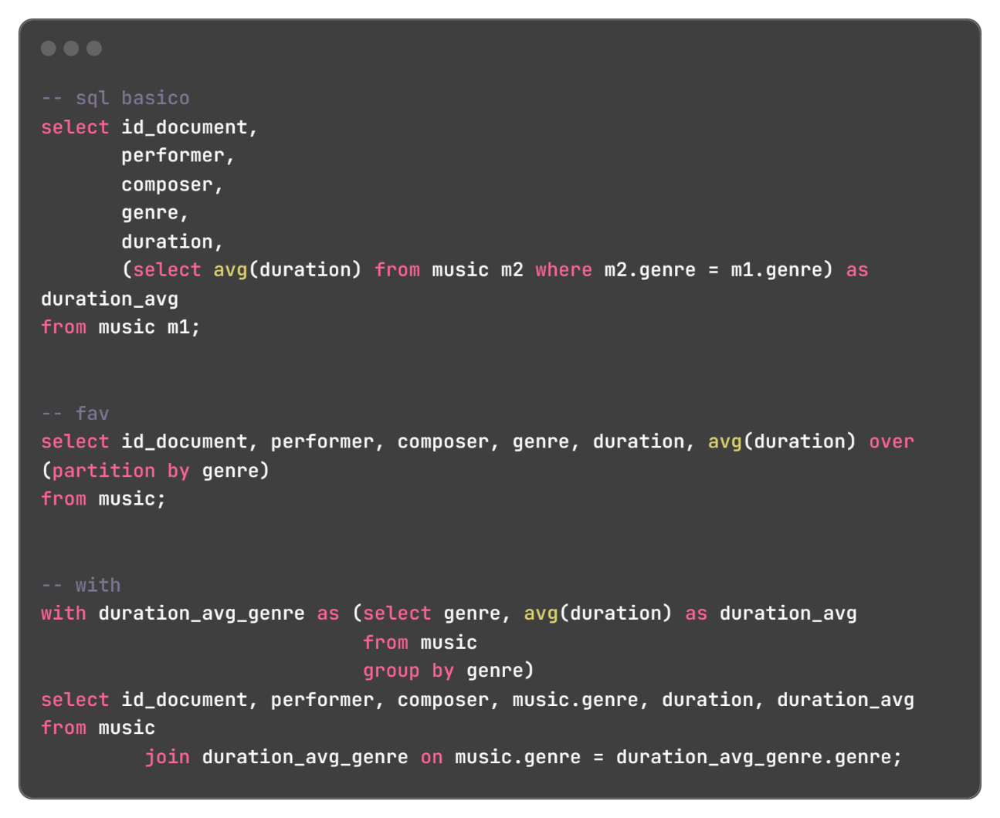 -- sql basico
select id_document,
       performer,
       composer,
       genre,
       duration,
       (select avg(duration) from music m2 where m2.genre = m1.genre) as
duration_avg
from music m1;
-- fav
select id_document, performer, composer, genre, duration, avg(duration) over
(partition by genre)
from music;
-- with
with duration_avg_genre as (select genre, avg(duration) as duration_avg
                            from music
                            group by genre)
select id_document, performer, composer, music.genre, duration, duration_avg
from music
         join duration_avg_genre on music.genre = duration_avg_genre.genre;